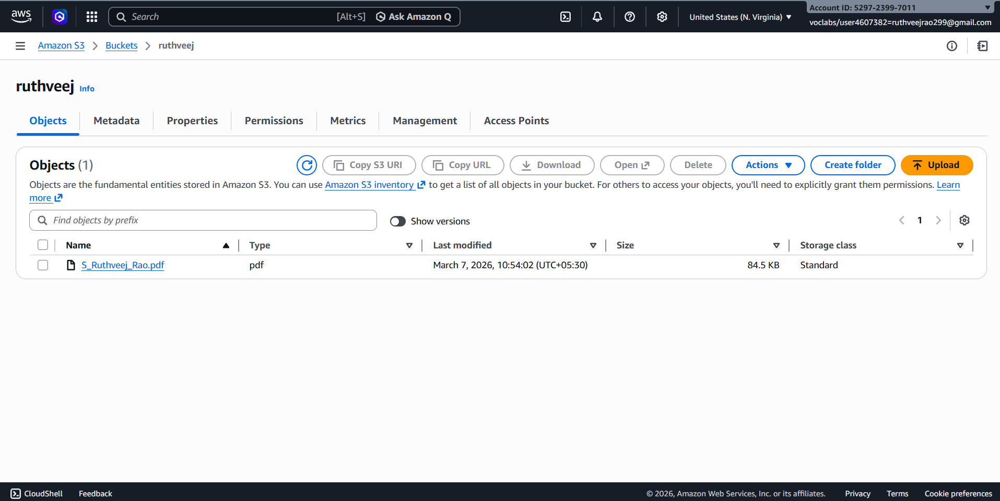 aws
Search [Alt+S] Ask Amazon Q
United States (N. Virginia)
Account ID: 5297-2399-7011
voclabs/user4607382=ruthveejrao299@gmail.com
Amazon S3 Buckets ruthveej
ruthveej Info
Objects Metadata Properties Permissions Metrics Management Access Points
Objects (1) Copy S3 URI Copy URL Download Open Delete Actions Create folder Upload
Objects are the fundamental entities stored in Amazon S3. You can use Amazon S3 inventory to get a list of all objects in your bucket. For others to access your objects, you'll need to explicitly grant them permissions. Learn
more
Find objects by prefix Show versions 1
Name Type Last modified Size Storage class
S_Ruthveej_Rao.pdf pdf March 7, 2026, 10:54:02 (UTC+05:30) 84.5 KB Standard
CloudShell Feedback © 2026, Amazon Web Services, Inc. or its affiliates. Privacy Terms Cookie preferences